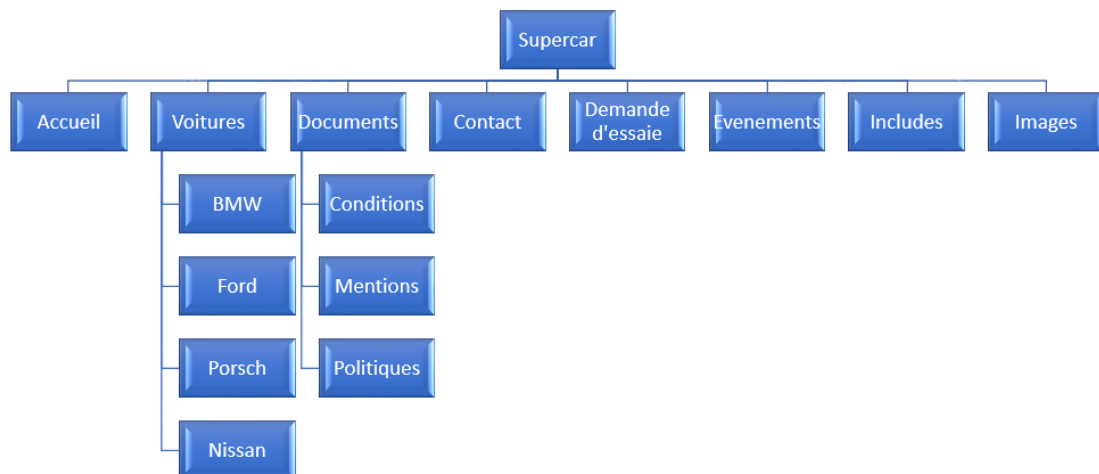 Supercar
Accueil
Voitures
Documents
Contact
Demande
d'essaie
Evenements
Includes
Images
BMW
Conditions
Ford
Mentions
Porsch
Politiques
Nissan